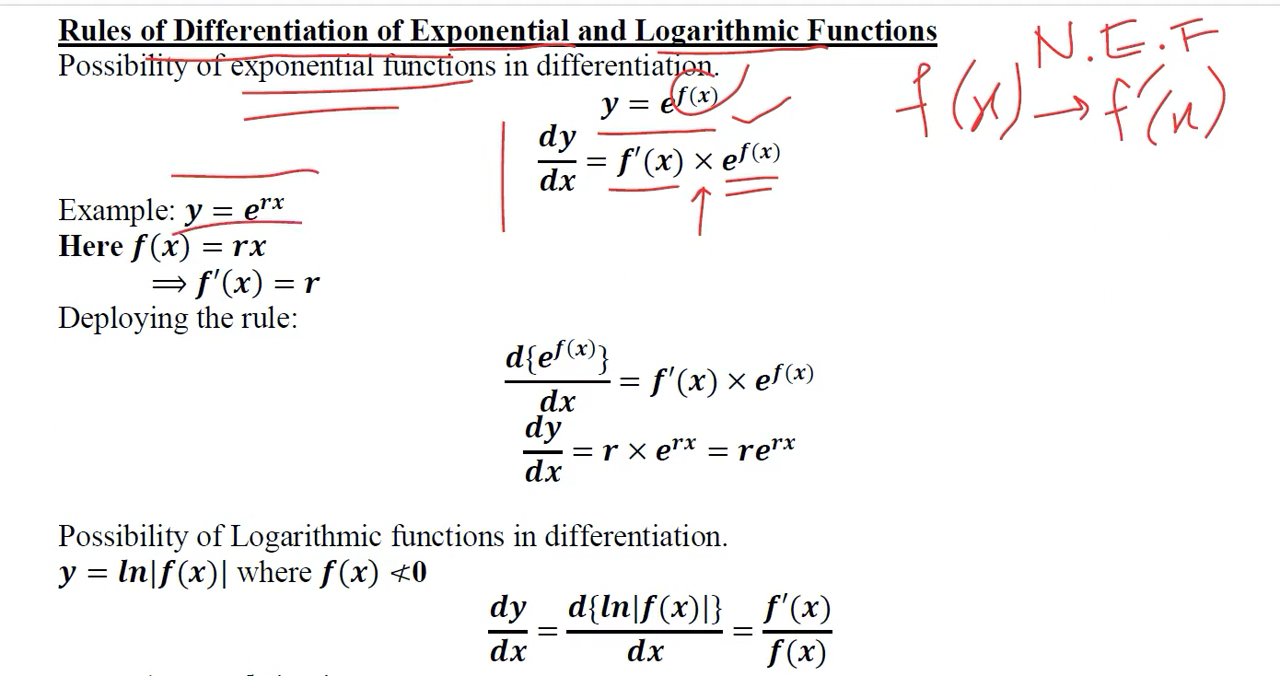 Rules of Differentiation of Exponential and Logarithmic Functions
N.E.F
Possibility of exponential functions in differentiation.
f(x) → f'(x)
y = e^{f(x)}
dy/dx = f'(x) × e^{f(x)}
Example: y = e^{rx}
Here f(x) = rx
⟹ f'(x) = r
Deploying the rule:
d{e^{f(x)}}/dx = f'(x) × e^{f(x)}
dy/dx = r × e^{rx} = re^{rx}
Possibility of Logarithmic functions in differentiation.
y = ln|f(x)| where f(x) ≮0
dy/dx = d{ln|f(x)|}/dx = f'(x)/f(x)